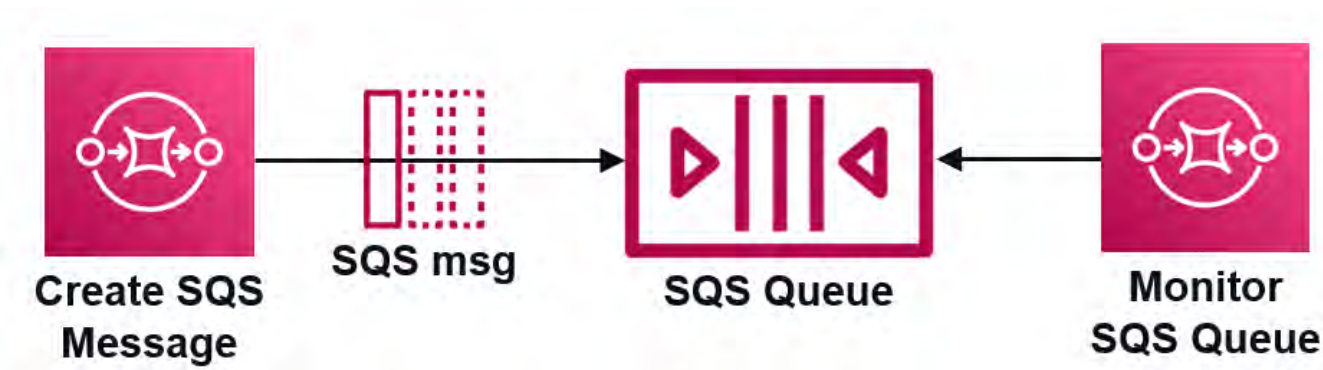 Create SQS
Message
SQS msg
SQS Queue
Monitor
SQS Queue